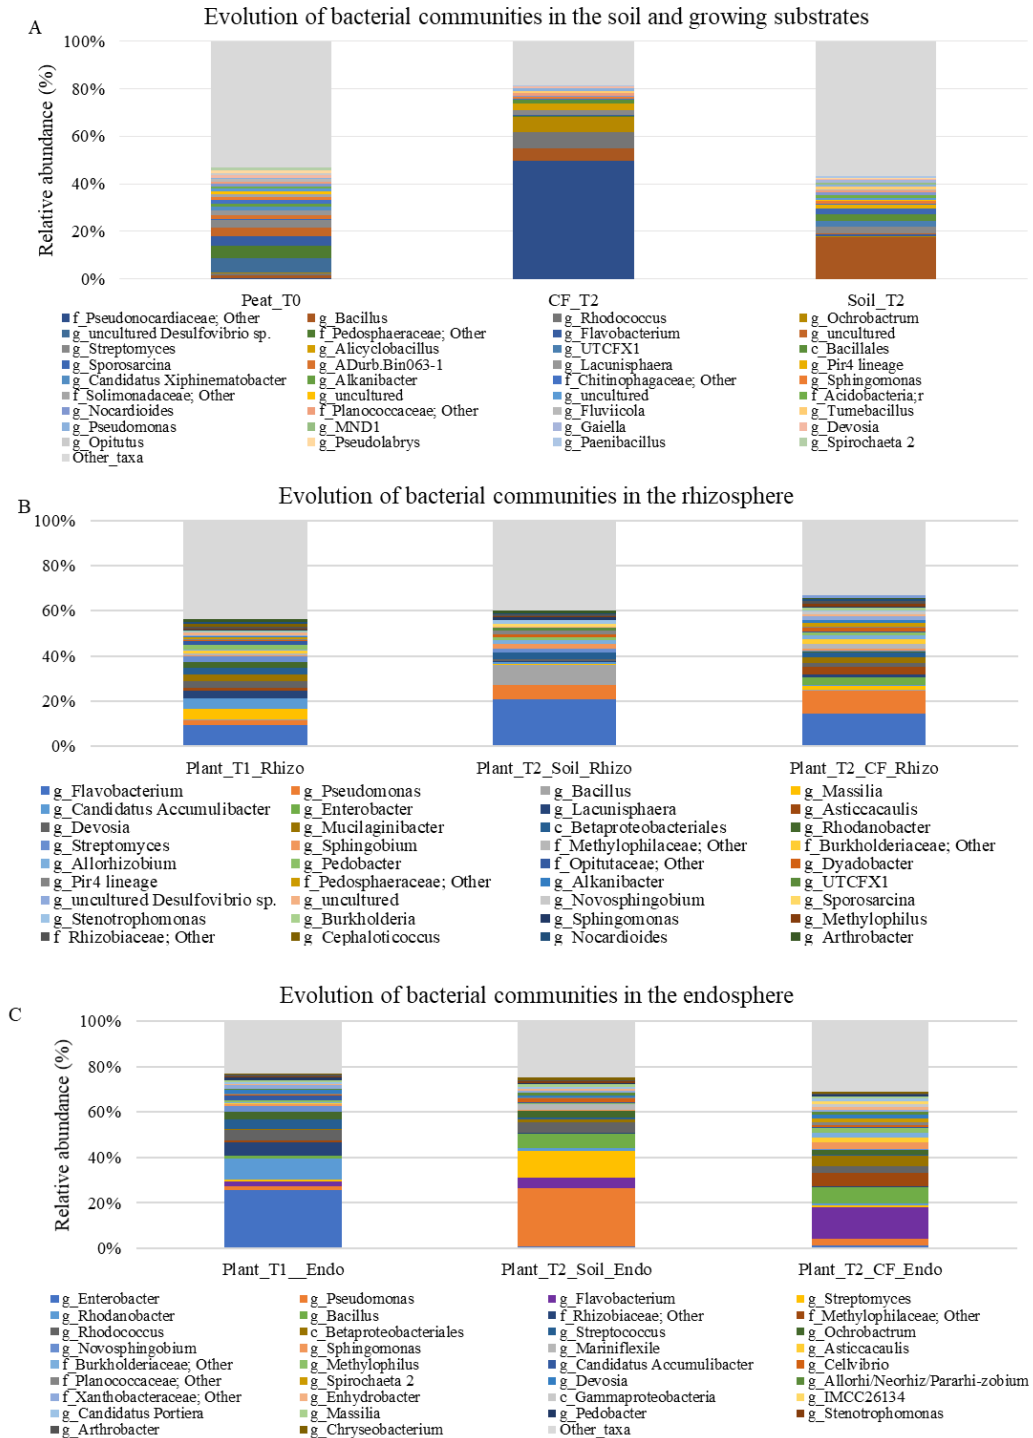 A
Evolution of bacterial communities in the soil and growing substrates
Relative abundance (%)
100%
80%
60%
40%
20%
0%
Peat_T0 CF_T2 Soil_T2
f_Pseudonocardiaceae; Other g_Bacillus g_Rhodococcus g_Ochrobactrum
g_uncultured Desulfovibrio sp. f_Pedosphaeraceae; Other g_Flavobacterium g_uncultured
g_Streptomyces g_Alicyclobacillus g_UTCFX1 c_Bacillales
g_Sporosarcina g_ADurb.Bin063-1 g_Lacunisphaera g_Pir4 lineage
g_Candidatus Xiphinematobacter g_Alkanibacter f_Chitinophagaceae; Other g_Sphingomonas
f_Solimonadaceae; Other g_uncultured g_uncultured f_Acidobacteria;r
g_Nocardioides f_Planococcaceae; Other g_Fluviicola g_Tumebacillus
g_Pseudomonas g_MND1 g_Gaiella g_Devosia
g_Opitutus g_Pseudolabrys g_Paenibacillus g_Spirochaeta 2
Other_taxa
B
Evolution of bacterial communities in the rhizosphere
100%
80%
60%
40%
20%
0%
Plant_T1_Rhizo Plant_T2_Soil_Rhizo Plant_T2_CF_Rhizo
g_Flavobacterium g_Pseudomonas g_Bacillus g_Massilia
g_Candidatus Accumulibacter g_Enterobacter g_Lacunisphaera g_Asticcacaulis
g_Devosia g_Mucilaginibacter c_Betaproteobacteriales g_Rhodanobacter
g_Streptomyces g_Sphingobium f_Methylophilaceae; Other f_Burkholderiaceae; Other
g_Allorhizobium g_Pedobacter f_Opitutaceae; Other g_Dyadobacter
g_Pir4 lineage f_Pedosphaeraceae; Other g_Alkanibacter g_UTCFX1
g_uncultured Desulfovibrio sp. g_uncultured g_Novosphingobium g_Sporosarcina
g_Stenotrophomonas g_Burkholderia g_Sphingomonas g_Methylophilus
f_Rhizobiaceae; Other g_Cephaloticoccus g_Nocardioides g_Arthrobacter
C
Evolution of bacterial communities in the endosphere
Relative abundance (%)
100%
80%
60%
40%
20%
0%
Plant_T1__Endo Plant_T2_Soil_Endo Plant_T2_CF_Endo
g_Enterobacter g_Pseudomonas g_Flavobacterium g_Streptomyces
g_Rhodanobacter g_Bacillus f_Rhizobiaceae; Other f_Methylophilaceae; Other
g_Rhodococcus c_Betaproteobacteriales g_Streptococcus g_Ochrobactrum
g_Novosphingobium g_Sphingomonas g_Mariniflexile g_Asticcacaulis
f_Burkholderiaceae; Other g_Methylophilus g_Candidatus Accumulibacter g_Cellvibrio
f_Planococcaceae; Other g_Spirochaeta 2 g_Devosia g_Allorhi/Neorhiz/Pararhi-zobium
f_Xanthobacteraceae; Other g_Enhydrobacter c_Gammaproteobacteria g_IMCC26134
g_Candidatus Portiera g_Massilia g_Pedobacter g_Stenotrophomonas
g_Arthrobacter g_Chryseobacterium Other_taxa